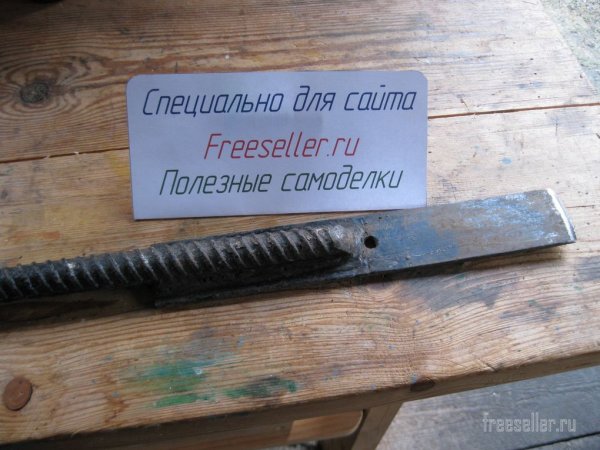 Специально для сайта
Freeseller.ru
Полезные самоделки
freeseller.ru